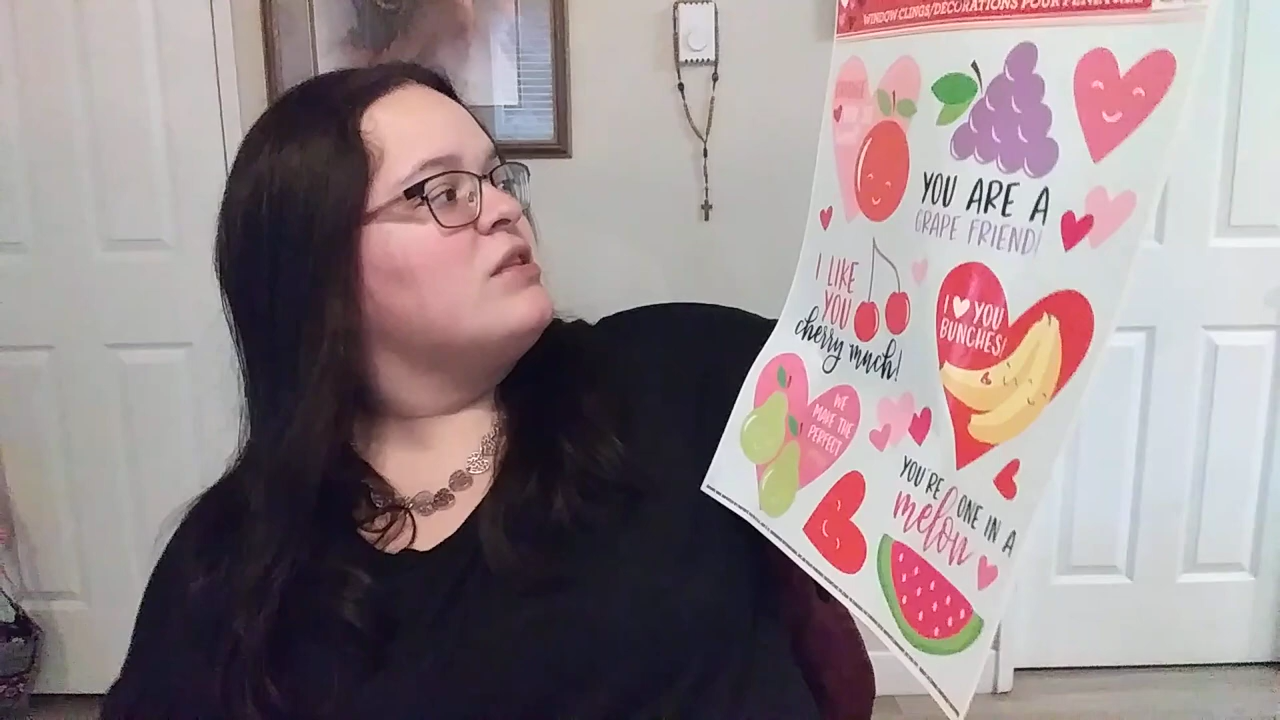 WINDOW CLINGS/DÉCORATIONS POUR FENÊTRE
YOU ARE A
GRAPE FRIEND!
I LIKE
YOU
cherry much!
I ♥ YOU
BUNCHES!
WE
MAKE THE
PERFECT
YOU'RE ONE IN A
melon